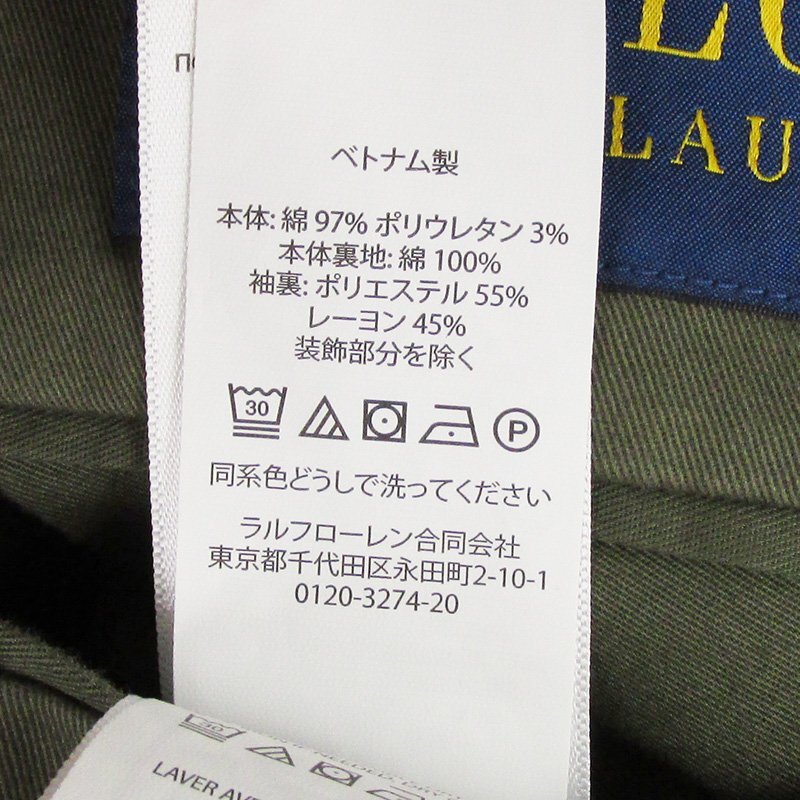 LAU
ベトナム製
本体: 綿 97% ポリウレタン 3%
本体裏地: 綿 100%
袖裏: ポリエステル 55%
レーヨン 45%
装飾部分を除く
30
P
同系色どうしで洗ってください
ラルフローレン合同会社
東京都千代田区永田町2-10-1
0120-3274-20
30
LAVER AVE